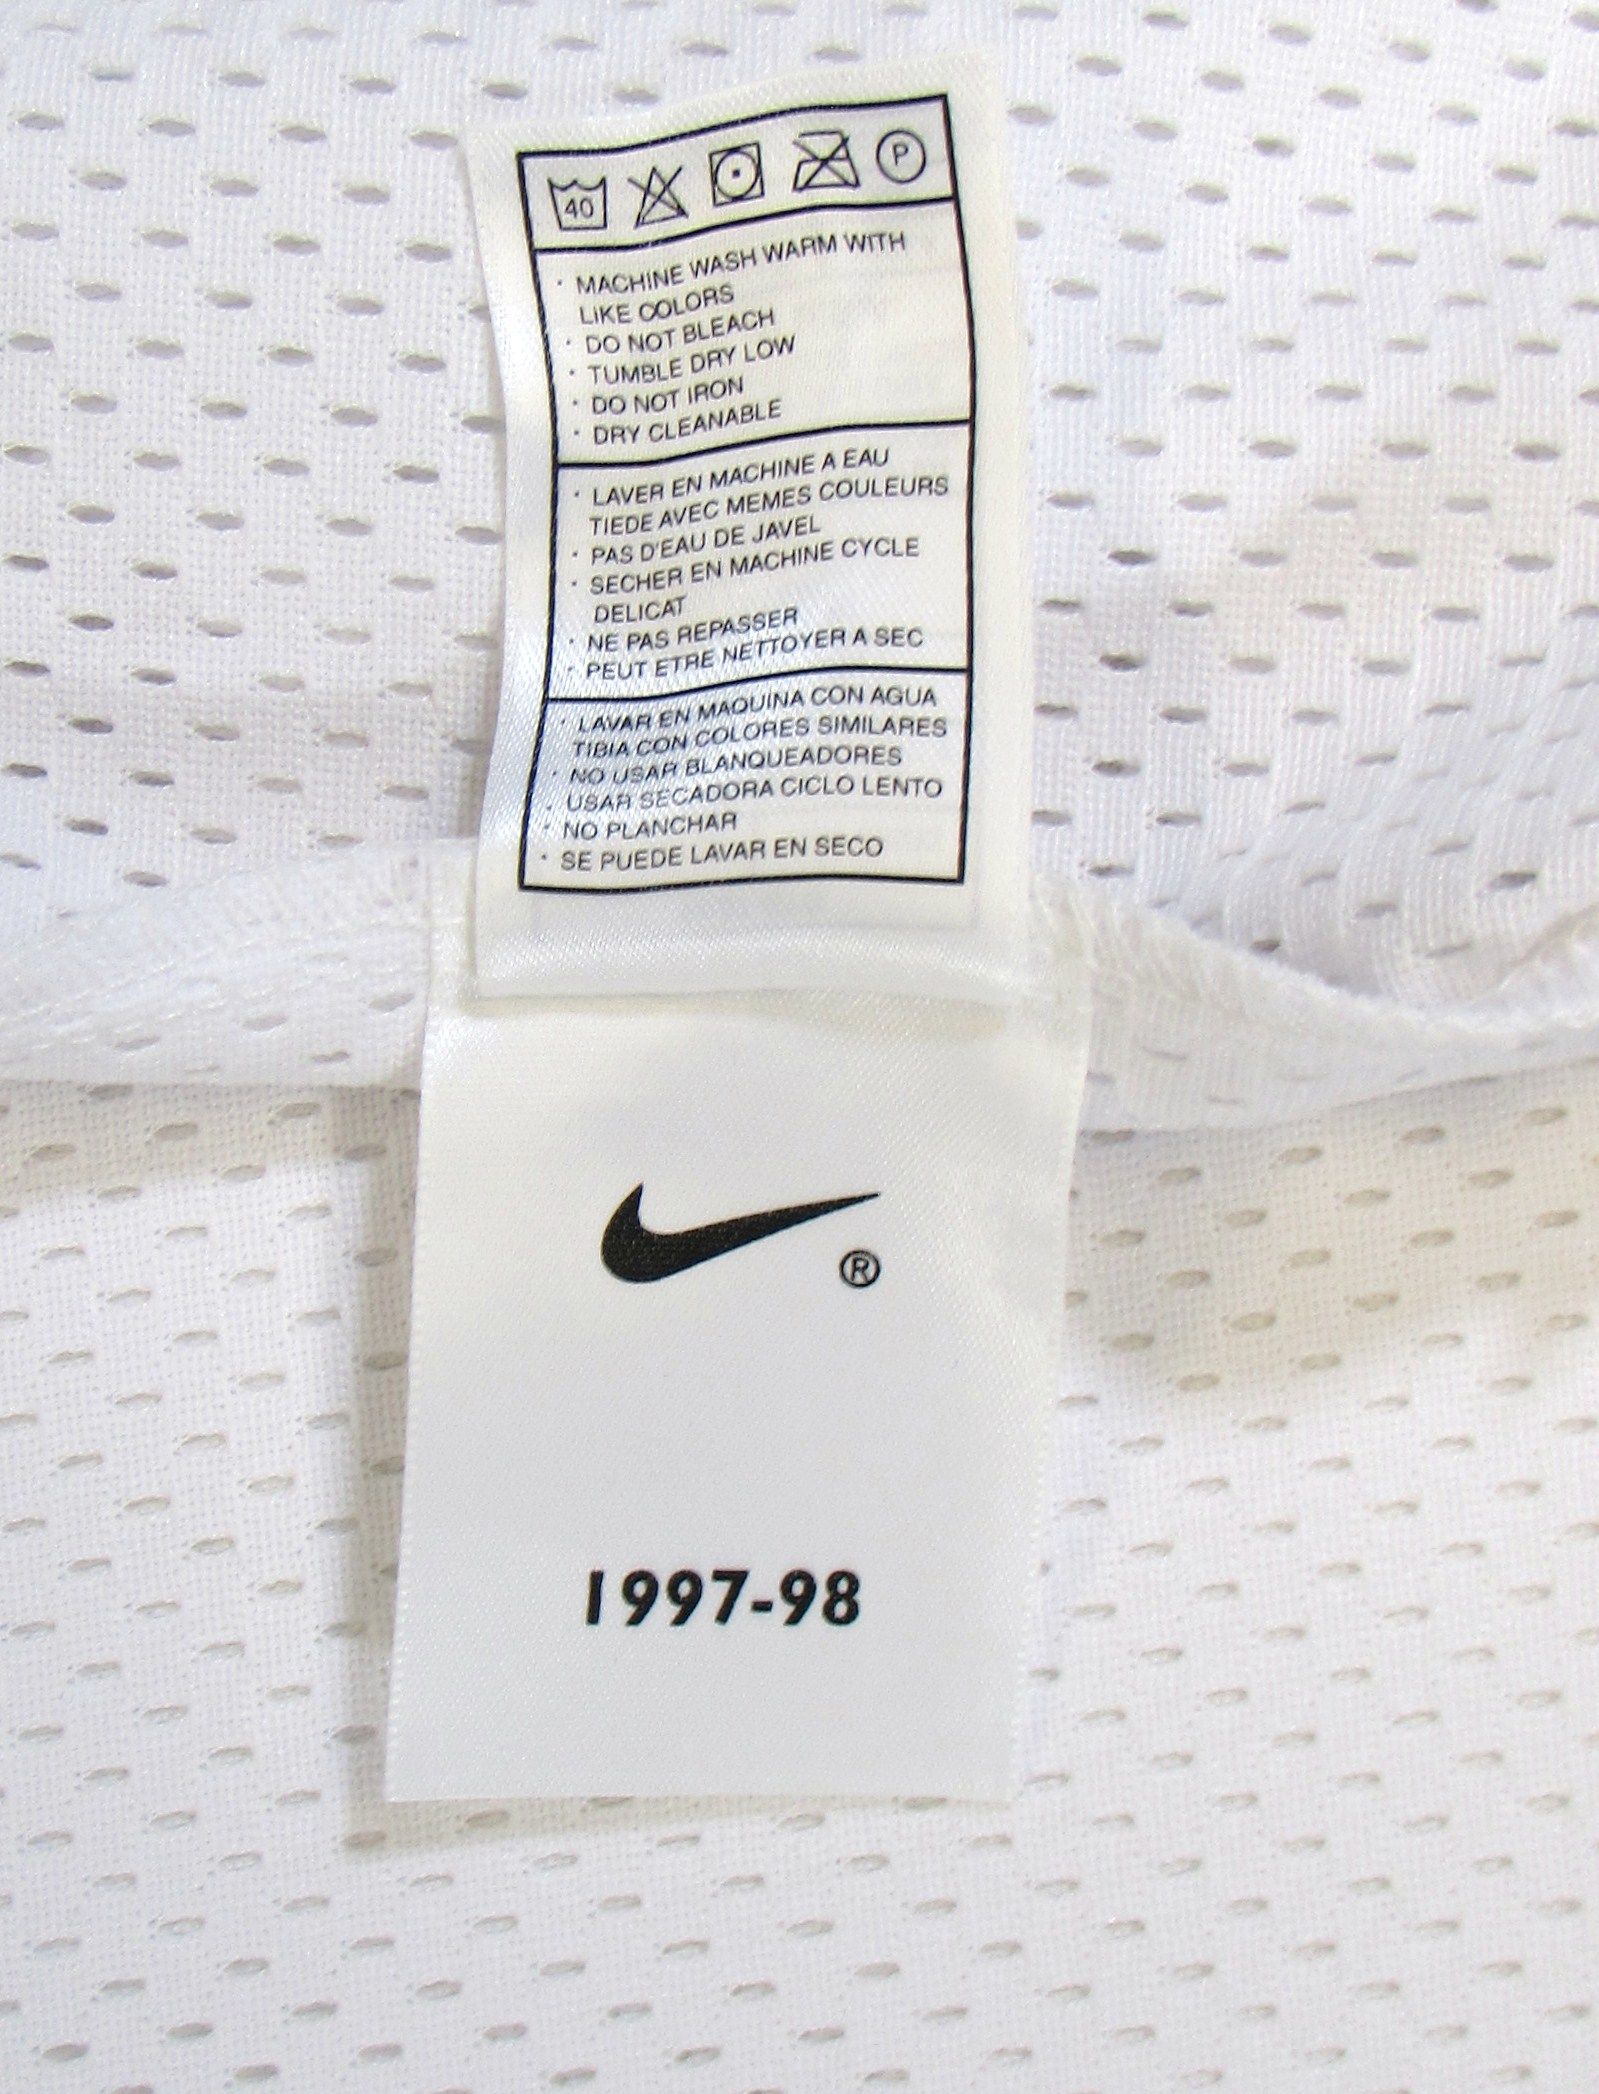 40 P
· MACHINE WASH WARM WITH
LIKE COLORS
· DO NOT BLEACH
· TUMBLE DRY LOW
· DO NOT IRON
· DRY CLEANABLE
· LAVER EN MACHINE A EAU
TIEDE AVEC MEMES COULEURS
· PAS D'EAU DE JAVEL
· SECHER EN MACHINE CYCLE
DELICAT
· NE PAS REPASSER
· PEUT ETRE NETTOYER A SEC
· LAVAR EN MAQUINA CON AGUA
TIBIA CON COLORES SIMILARES
· NO USAR BLANQUEADORES
· USAR SECADORA CICLO LENTO
· NO PLANCHAR
· SE PUEDE LAVAR EN SECO
®
1997-98